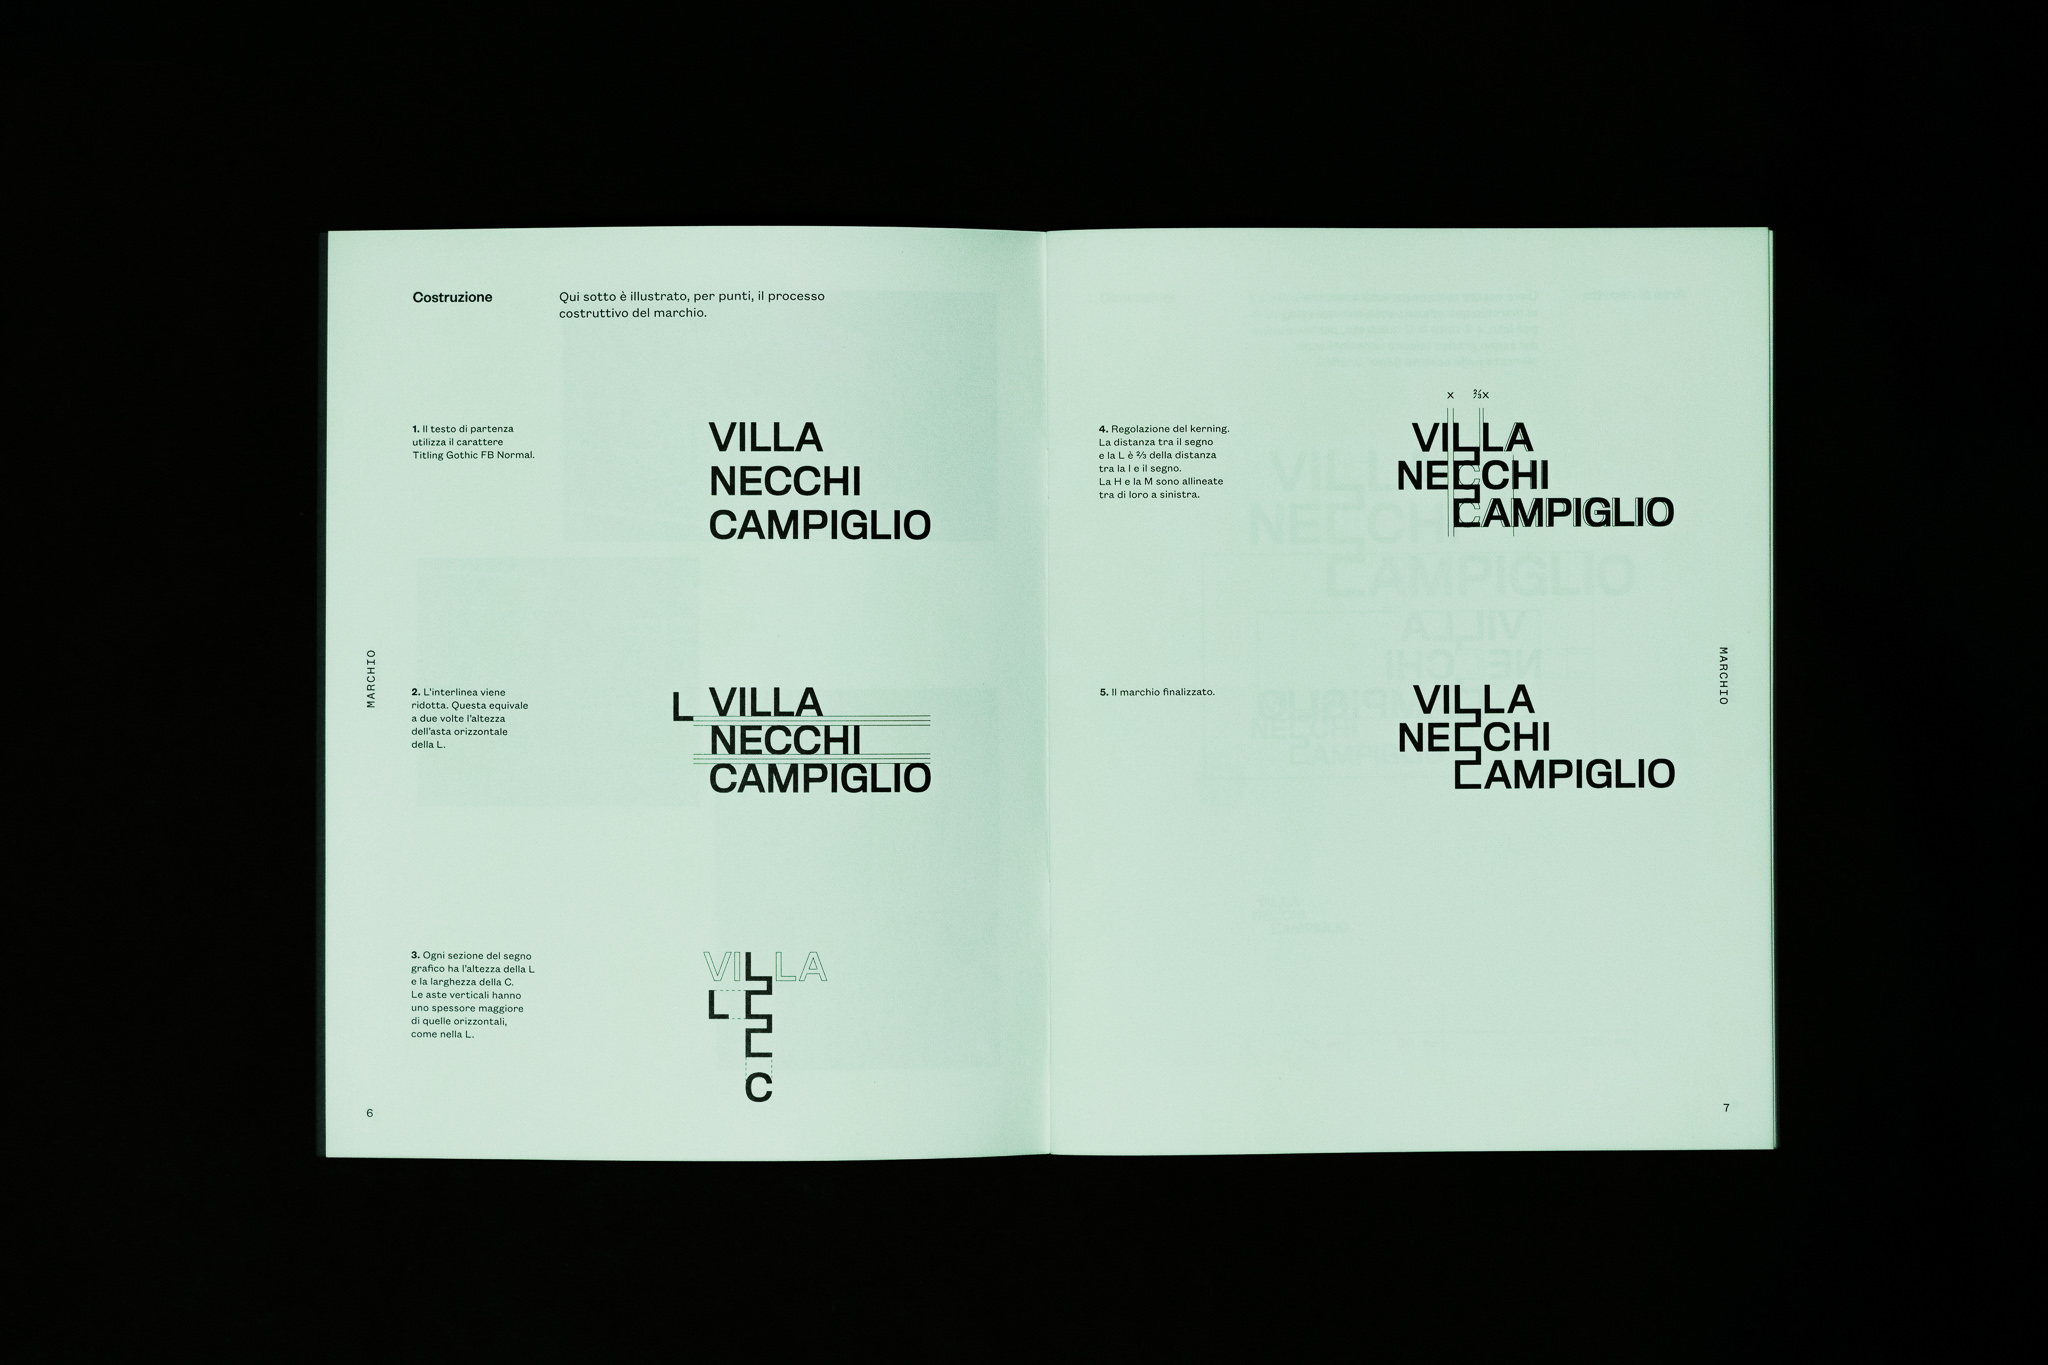 Costruzione
Qui sotto è illustrato, per punti, il processo
costruttivo del marchio.
1. Il testo di partenza
utilizza il carattere
Titling Gothic FB Normal.
VILLA
NECCHI
CAMPIGLIO
MARCHIO
2. L'interlinea viene
ridotta. Questa equivale
a due volte l'altezza
dell'asta orizzontale
della L.
L VILLA
NECCHI
CAMPIGLIO
3. Ogni sezione del segno
grafico ha l'altezza della L
e la larghezza della C.
Le aste verticali hanno
uno spessore maggiore
di quelle orizzontali,
come nella L.
VILLA
L
C
6
4. Regolazione del kerning.
La distanza tra il segno
e la L è ⅔ della distanza
tra la I e il segno.
La H e la M sono allineate
tra di loro a sinistra.
x ⅔x
VILLA
NECCHI
CAMPIGLIO
MARCHIO
5. Il marchio finalizzato.
VILLA
NECCHI
CAMPIGLIO
7